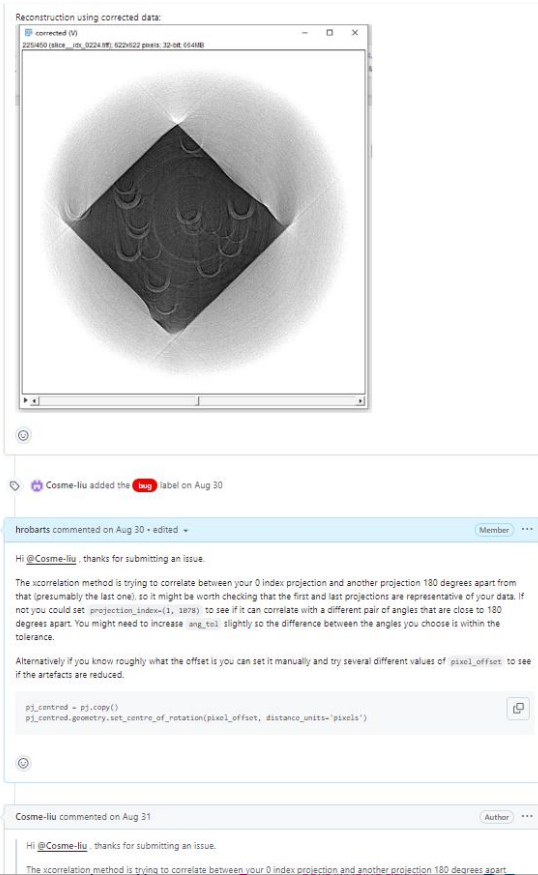 Reconstruction using corrected data:
corrected (V)
225/450 (slice__idx_0224.tiff); 622x622 pixels; 32-bit; 664MB
Cosme-liu added the bug label on Aug 30
hrobarts commented on Aug 30 • edited
Member
Hi @Cosme-liu , thanks for submitting an issue.
The xcorrelation method is trying to correlate between your 0 index projection and another projection 180 degrees apart from
that (presumably the last one), so it might be worth checking that the first and last projections are representative of your data. If
not you could set projection_index=(1, 1078) to see if it can correlate with a different pair of angles that are close to 180
degrees apart. You might need to increase ang_tol slightly so the difference between the angles you choose is within the
tolerance.
Alternatively if you know roughly what the offset is you can set it manually and try several different values of pixel_offset to see
if the artefacts are reduced.
pj_centred = pj.copy()
pj_centred.geometry.set_centre_of_rotation(pixel_offset, distance_units='pixels')
Cosme-liu commented on Aug 31
Author
Hi @Cosme-liu , thanks for submitting an issue.
The xcorrelation method is trying to correlate between your 0 index projection and another projection 180 degrees apart